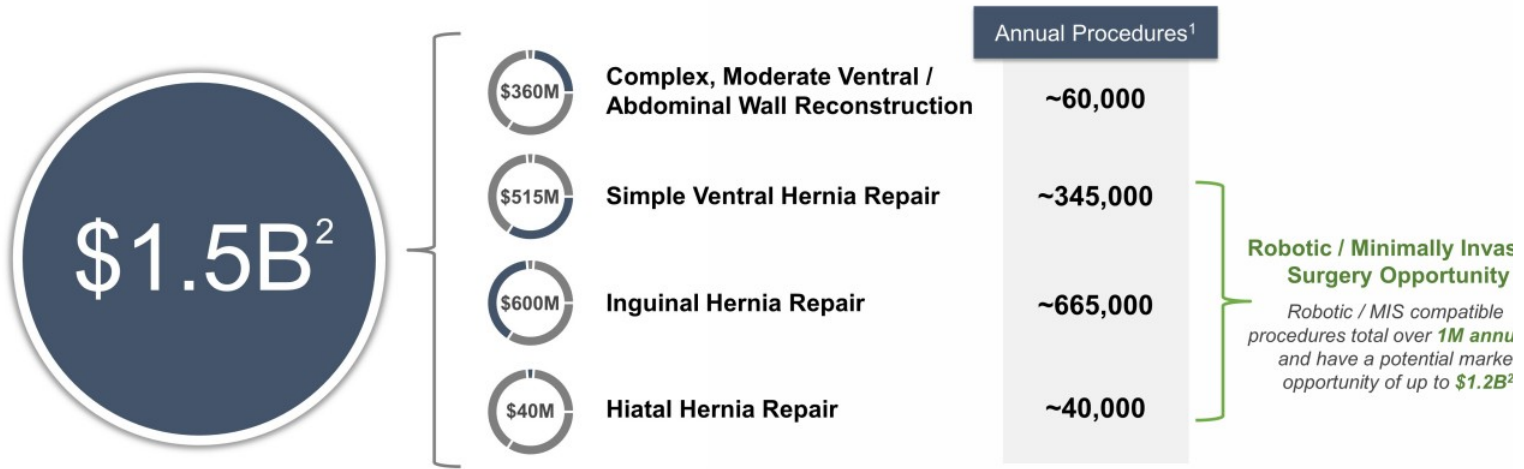 Annual Procedures¹
$1.5B²
$360M
Complex, Moderate Ventral /
Abdominal Wall Reconstruction
~60,000
$515M
Simple Ventral Hernia Repair
~345,000
$600M
Inguinal Hernia Repair
~665,000
$40M
Hiatal Hernia Repair
~40,000
Robotic / Minimally
Surgery Opportunity
Robotic / MIS compatible
procedures total over 1M
and have a potential
opportunity of up to $1.2B²